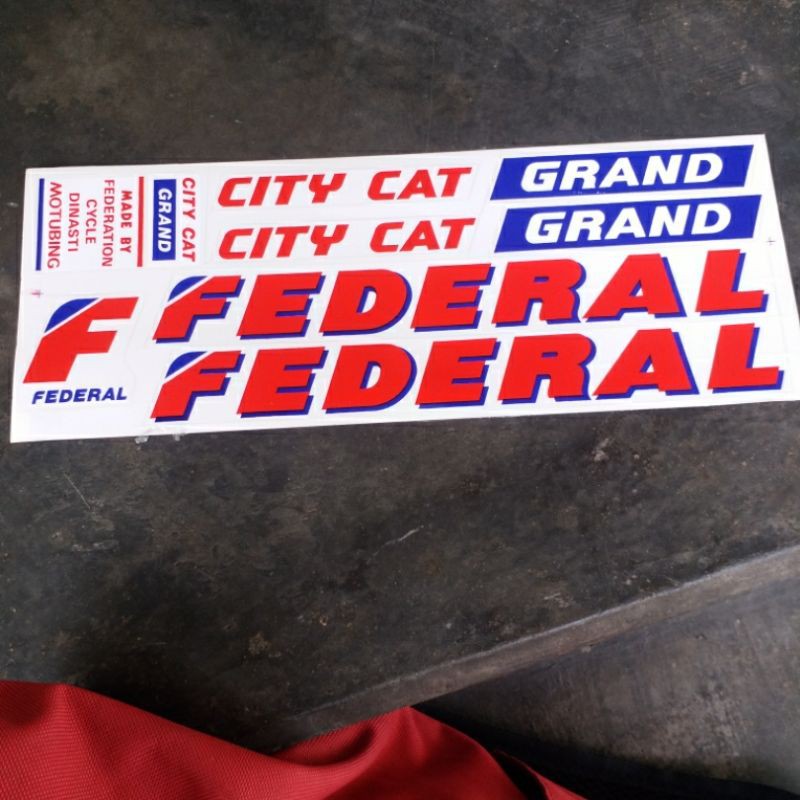 CITY CAT
GRAND
CITY CAT
GRAND
FEDERAL
FEDERAL
F
FEDERAL
CITY CAT
GRAND
MADE BY
FEDERATION
CYCLE
DINASTI
MOTUBING